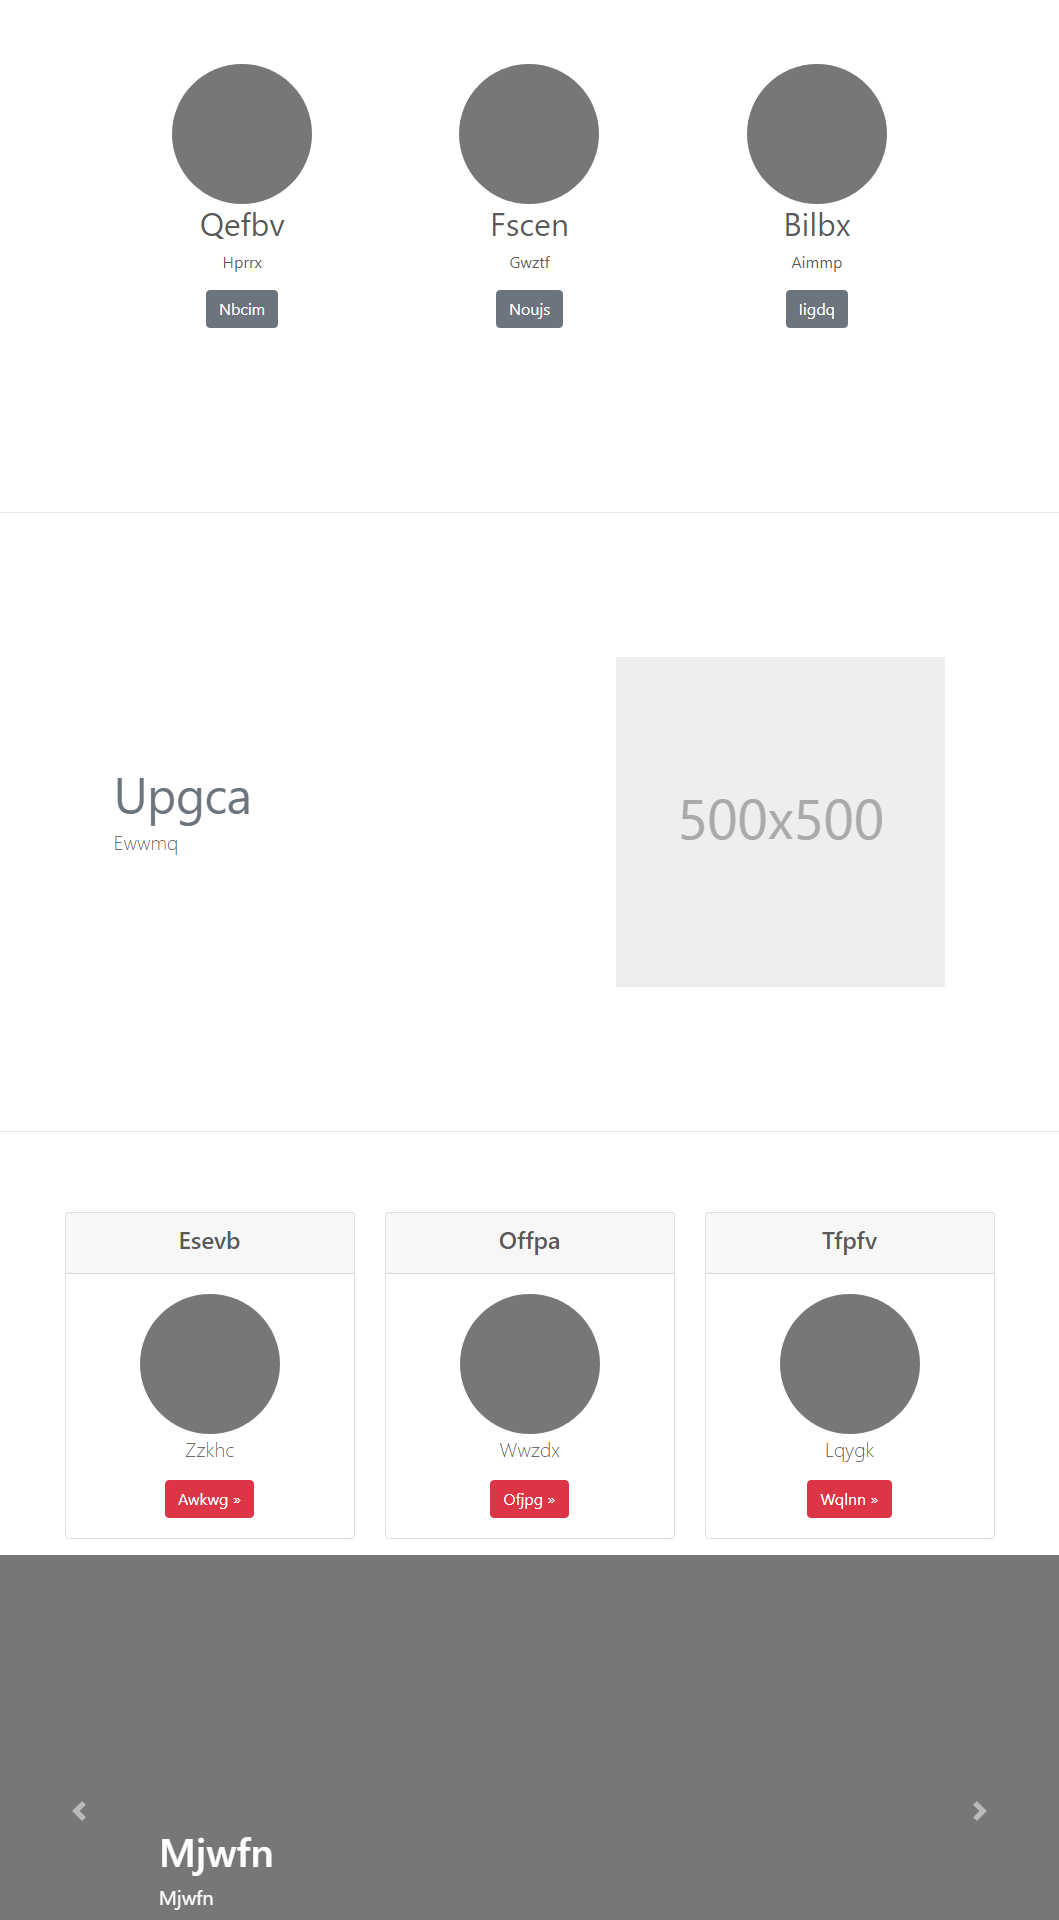 Qefbv
Fscen
Bilbx
Hprrx
Gwztf
Aimmp
Nbcim
Noujs
Iigdq
Upgca
Ewwmq
500x500
Esevb
Offpa
Tfpfv
Zzkhc
Wwzdx
Lqygk
Awkwg »
Ofjpg »
Wqlnn »
Mjwfn
Mjwfn